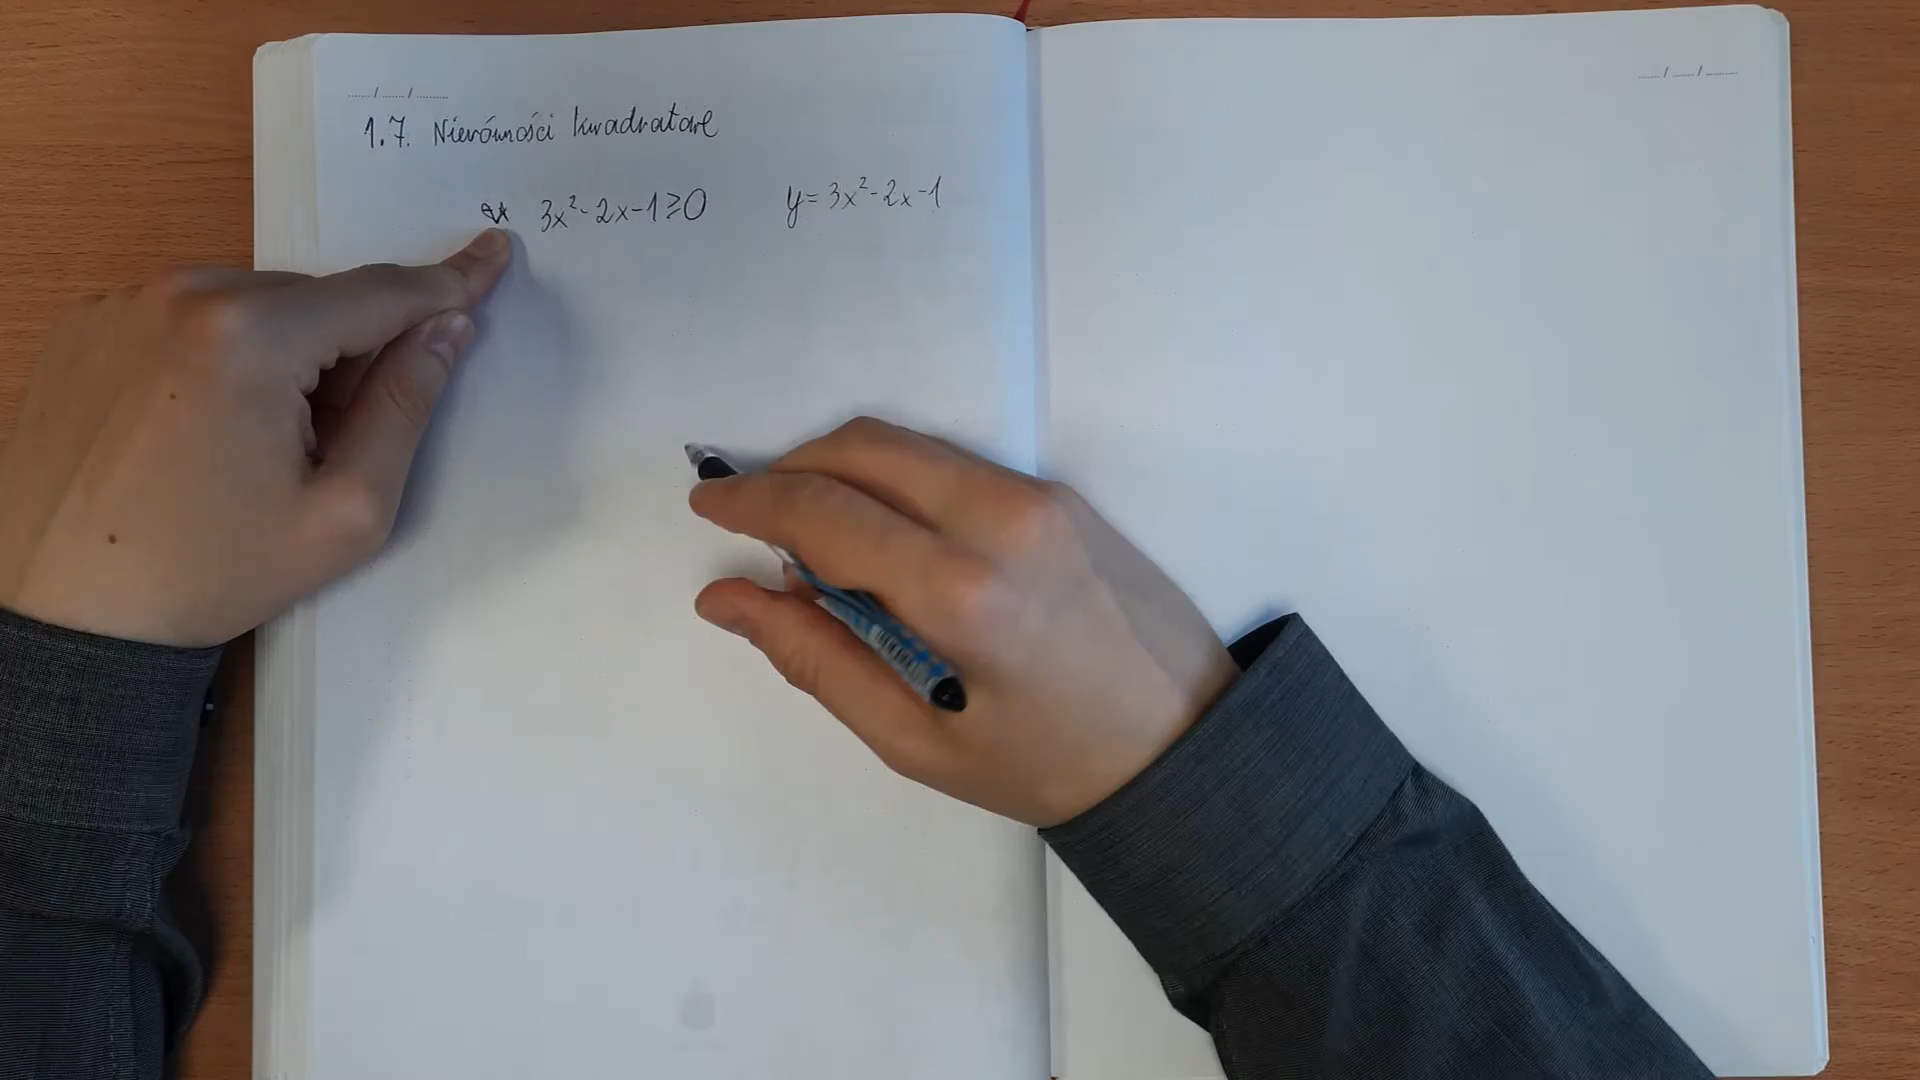 ...... / ...... / .........
...... / ...... / .........
1.7. Nierówności kwadratowe
3x²-2x-1≥0 y=3x²-2x-1